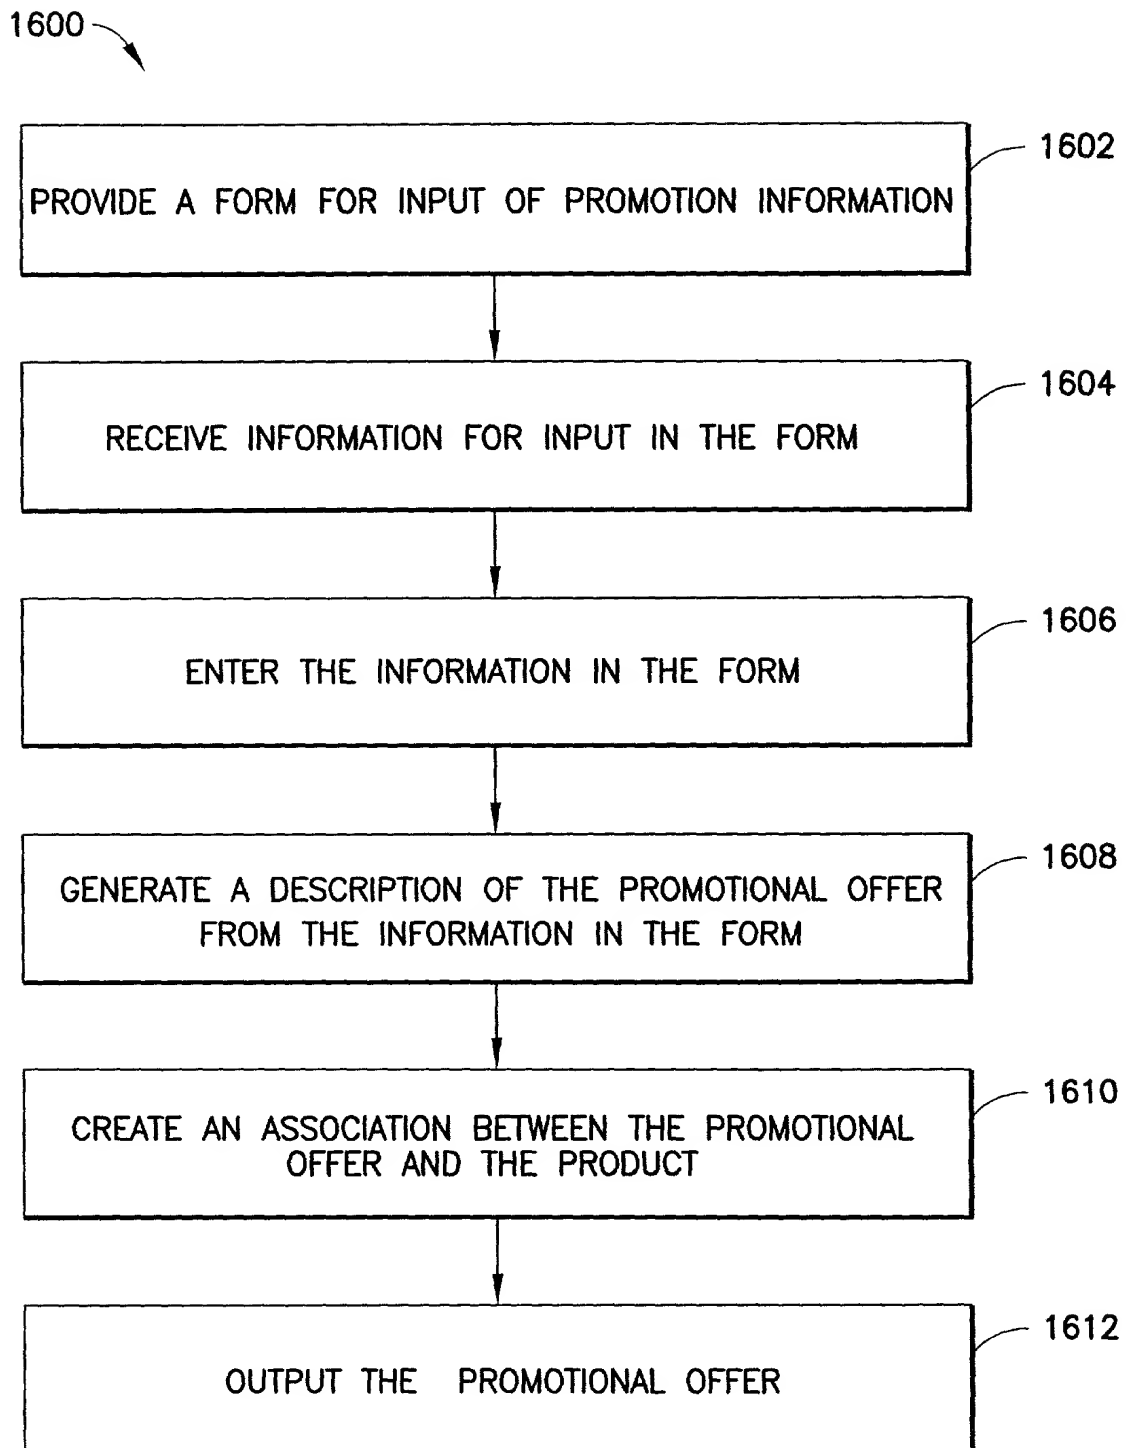 1600
PROVIDE A FORM FOR INPUT OF PROMOTION INFORMATION
1602
RECEIVE INFORMATION FOR INPUT IN THE FORM
1604
ENTER THE INFORMATION IN THE FORM
1606
GENERATE A DESCRIPTION OF THE PROMOTIONAL OFFER
FROM THE INFORMATION IN THE FORM
1608
CREATE AN ASSOCIATION BETWEEN THE PROMOTIONAL
OFFER AND THE PRODUCT
1610
OUTPUT THE PROMOTIONAL OFFER
1612